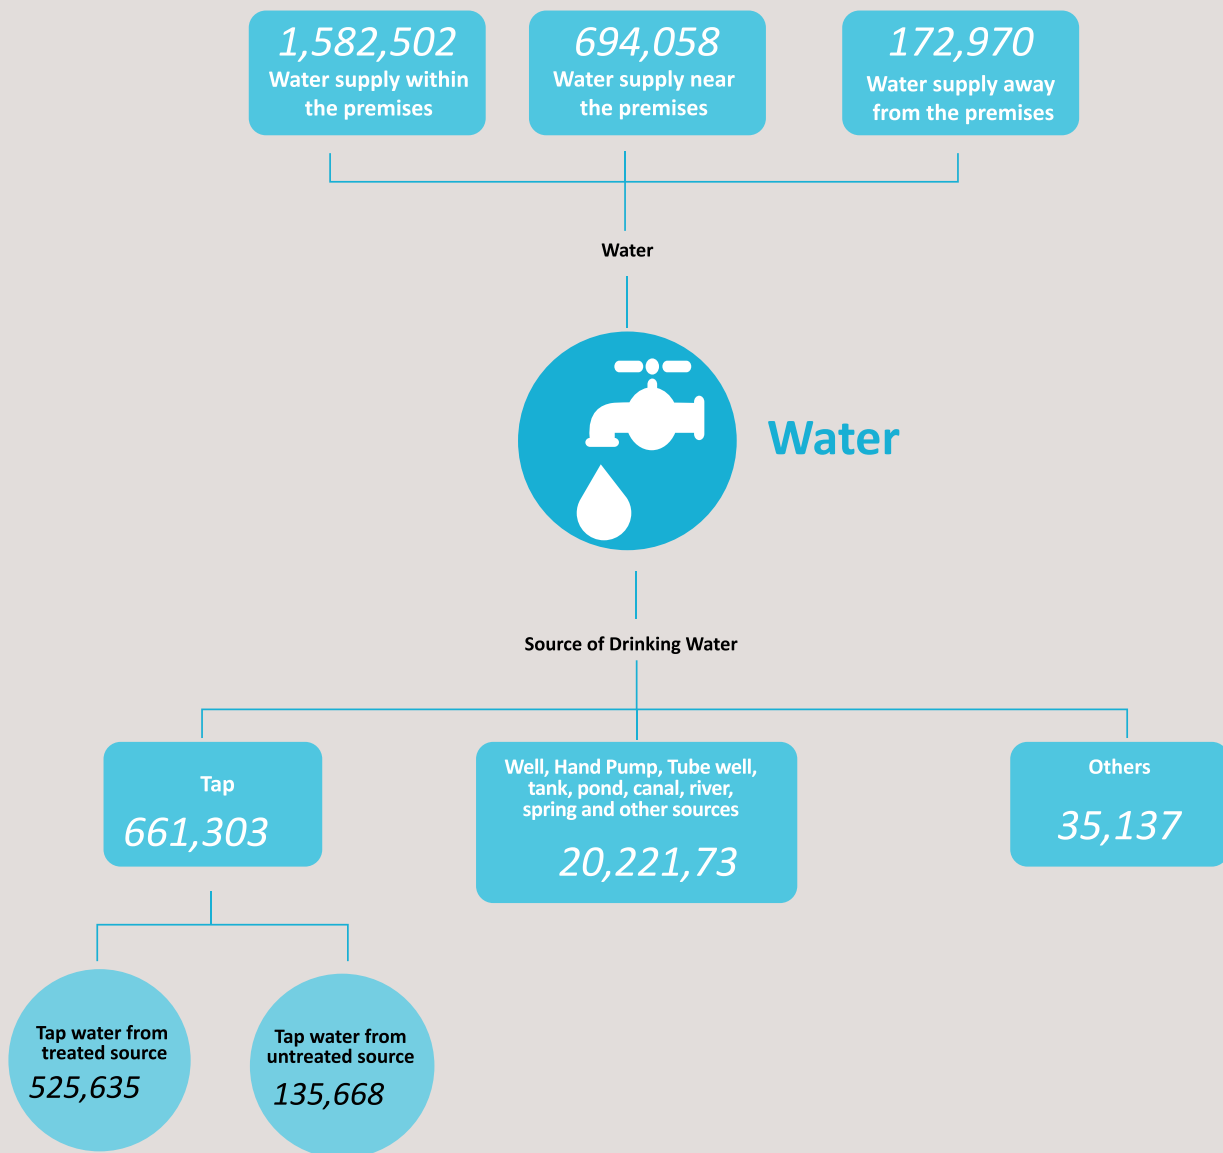 1,582,502
Water supply within
the premises
694,058
Water supply near
the premises
172,970
Water supply away
from the premises
Water
Water
Source of Drinking Water
Tap
661,303
Well, Hand Pump, Tube well,
tank, pond, canal, river,
spring and other sources
20,221,73
Others
35,137
Tap water from
treated source
525,635
Tap water from
untreated source
135,668